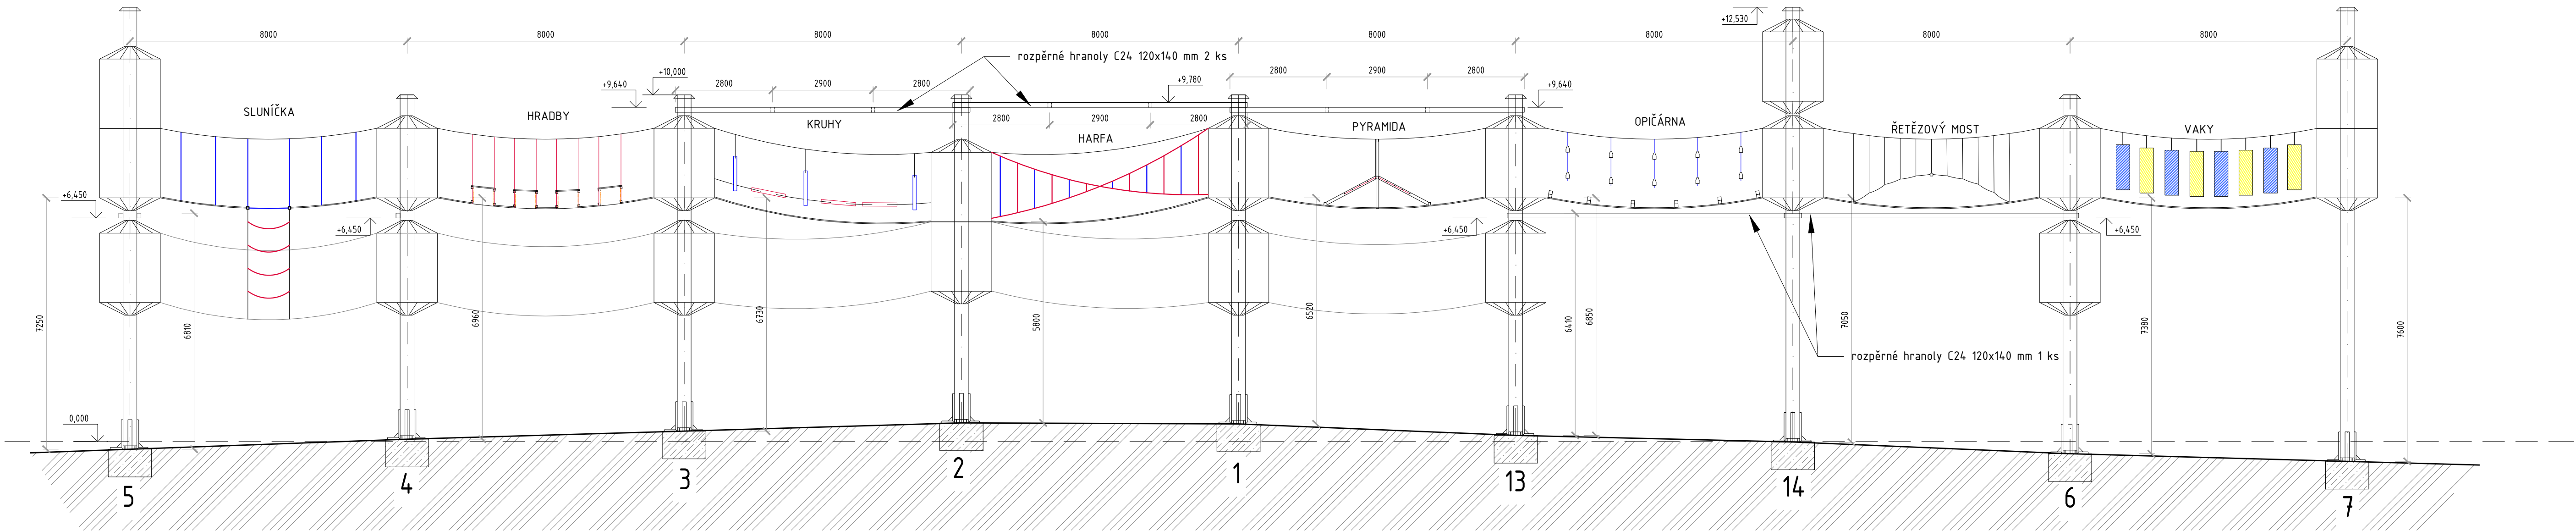 8000 8000 8000 8000 8000 8000 8000 8000
+12,530
rozpěrné hranoly C24 120x140 mm 2 ks
+10,000
+9,640
2800 2900 2800
+9,780
2800 2900 2800
+9,640
SLUNÍČKA
HRADBY
KRUHY
2800 2900 2800
HARFA
PYRAMIDA
OPIČÁRNA
ŘETĚZOVÝ MOST
VAKY
+6,450
+6,450
+6,450
+6,450
7250
6810
6960
6730
5800
6520
6410
6850
7050
7380
7600
rozpěrné hranoly C24 120x140 mm 1 ks
0,000
5 4 3 2 1 13 14 6 7